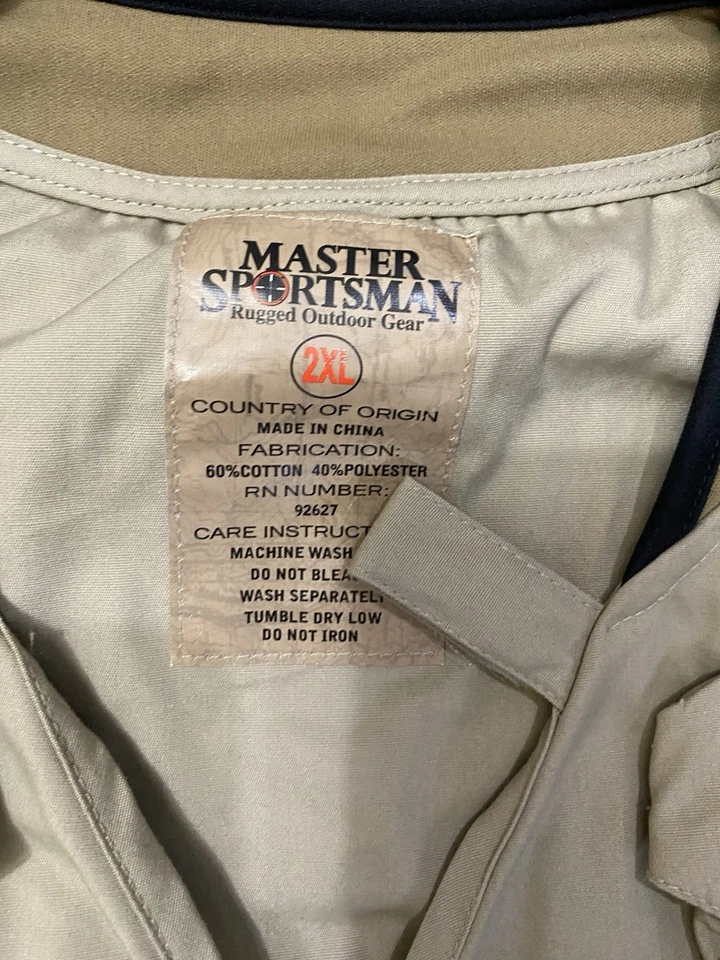 MASTER
SPORTSMAN
Rugged Outdoor Gear
2XL
COUNTRY OF ORIGIN
MADE IN CHINA
FABRICATION:
60%COTTON 40%POLYESTER
RN NUMBER:
92627
CARE INSTRUCT
MACHINE WASH
DO NOT BLEA
WASH SEPARATELY
TUMBLE DRY LOW
DO NOT IRON